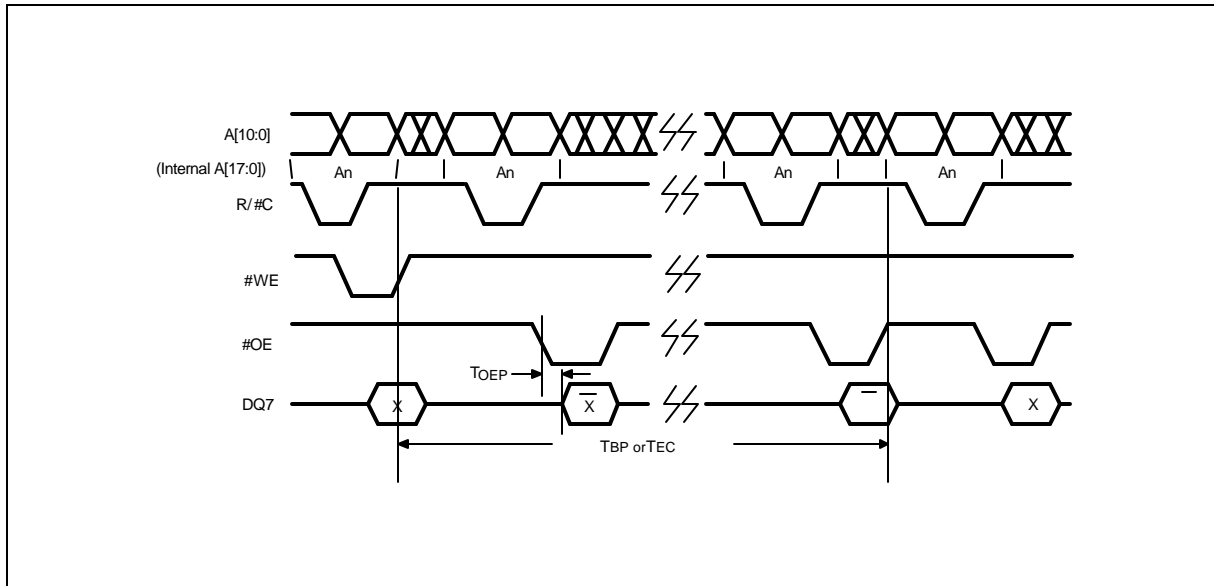 A[10:0]
(Internal A[17:0])
An An An An
R/#C
#WE
#OE
TOEP
DQ7
X X X
TBP orTEC